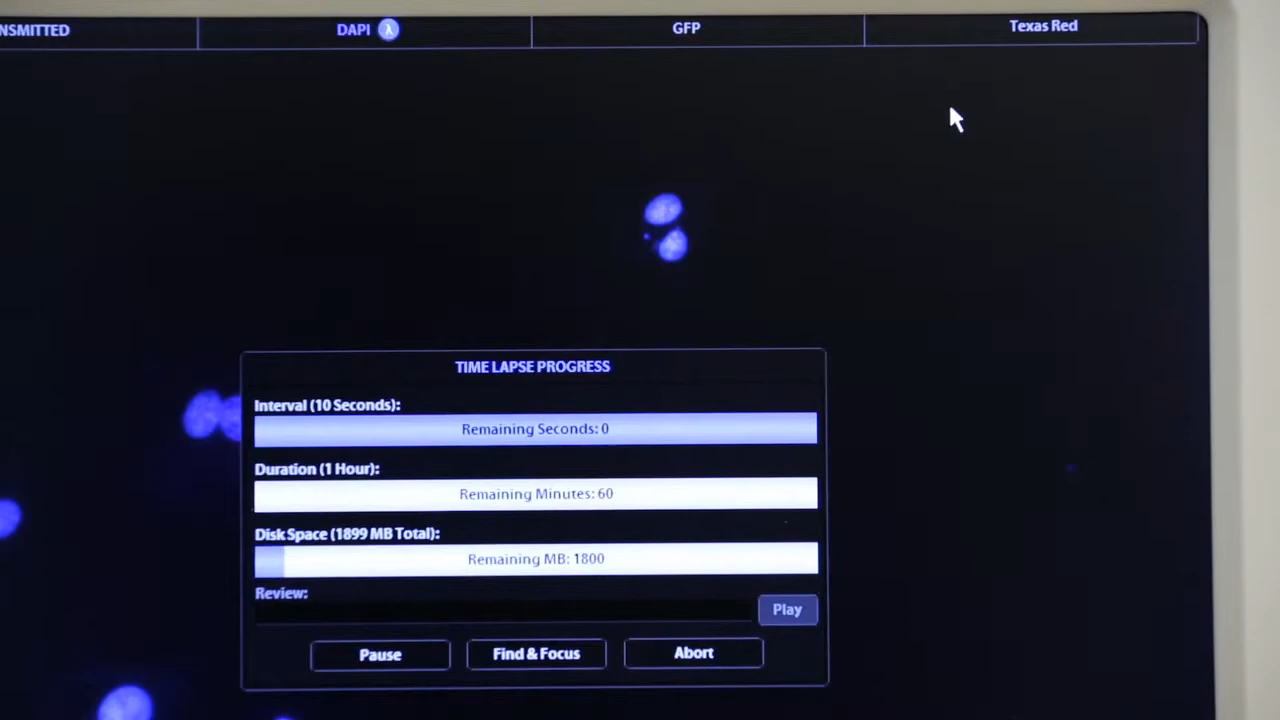 NSMITTED
DAPI λ
GFP
Texas Red
TIME LAPSE PROGRESS
Interval (10 Seconds):
Remaining Seconds: 0
Duration (1 Hour):
Remaining Minutes: 60
Disk Space (1899 MB Total):
Remaining MB: 1800
Review:
Play
Pause
Find & Focus
Abort